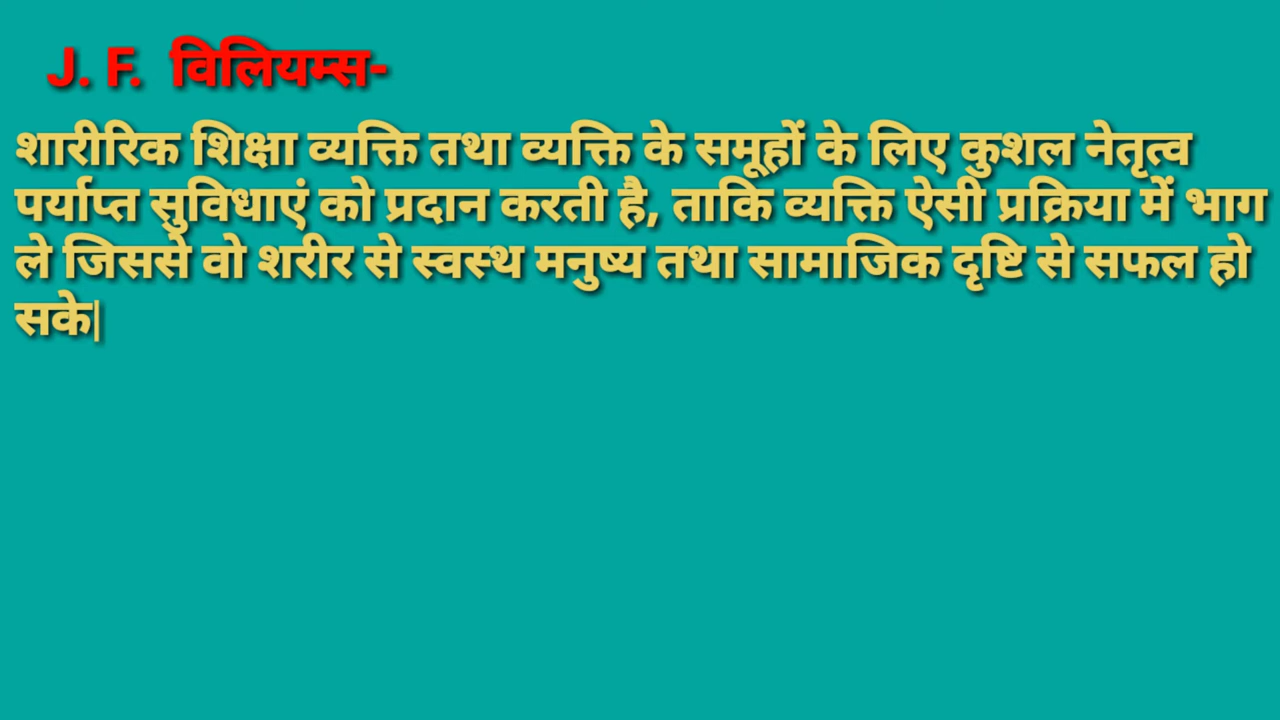 J. F. विलियम्स-
शारीरिक शिक्षा व्यक्ति तथा व्यक्ति के समूहों के लिए कुशल नेतृत्व
पर्याप्त सुविधाएं को प्रदान करती है, ताकि व्यक्ति ऐसी प्रक्रिया में भाग
ले जिससे वो शरीर से स्वस्थ मनुष्य तथा सामाजिक दृष्टि से सफल हो
सके|